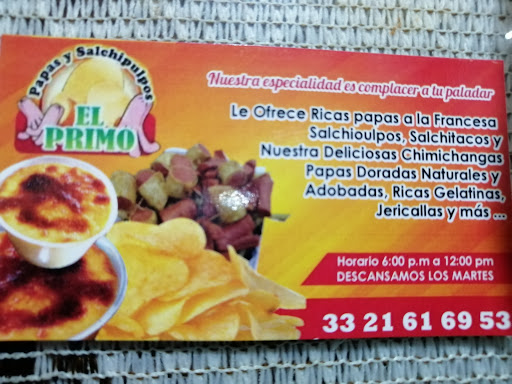 Papas y Salchipulpos
EL
PRIMO
Nuestra especialidad es complacer a tu paladar
Le Ofrece Ricas papas a la Francesa
Salchioulpos, Salchitacos y
Nuestra Deliciosas Chimichangas
Papas Doradas Naturales y
Adobadas, Ricas Gelatinas,
Jericallas y más ...
Horario 6:00 p.m a 12:00 pm
DESCANSAMOS LOS MARTES
33 21 61 69 53